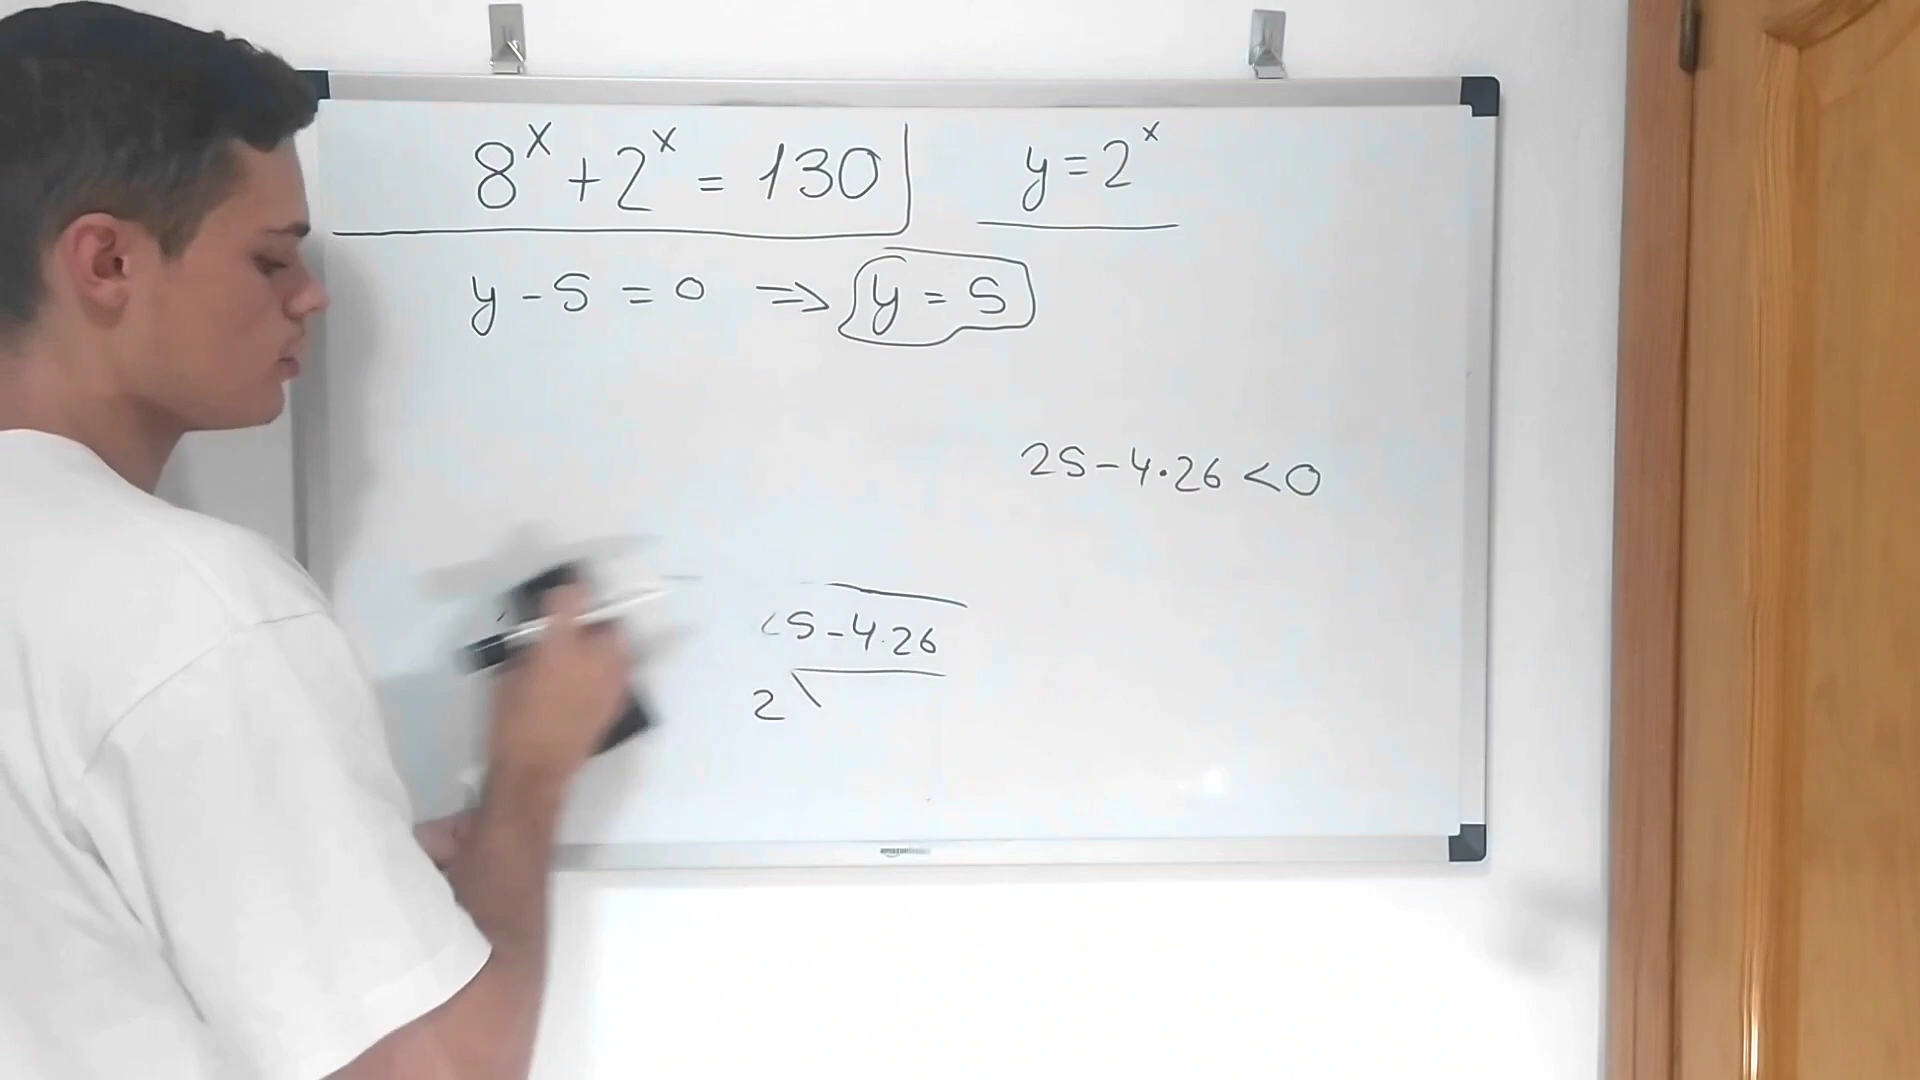 8^x + 2^x = 130
y = 2^x
y - 5 = 0 => y = 5
25 - 4·26 < 0
5 - 4·26
2